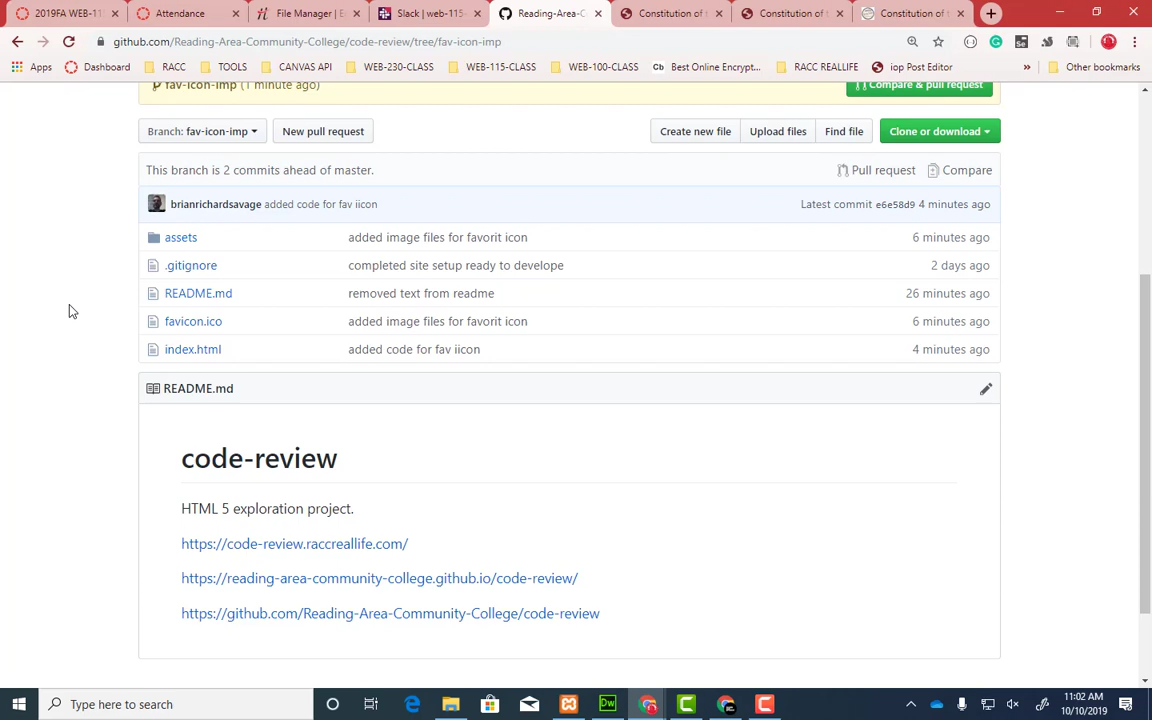 2019FA WEB-11
Attendance
File Manager | E
Slack | web-115-
Reading-Area-C
Constitution of t
Constitution of t
Constitution of t
github.com/Reading-Area-Community-College/code-review/tree/fav-icon-imp
Apps
Dashboard
RACC
TOOLS
CANVAS API
WEB-230-CLASS
WEB-115-CLASS
WEB-100-CLASS
Cb Best Online Encrypt...
RACC REALLIFE
iop Post Editor
»
Other bookmarks
fav-icon-imp (1 minute ago)
Compare & pull request
Branch: fav-icon-imp
New pull request
Create new file
Upload files
Find file
Clone or download
This branch is 2 commits ahead of master.
Pull request
Compare
brianrichardsavage added code for fav iicon
Latest commit e6e58d9 4 minutes ago
assets added image files for favorit icon 6 minutes ago
.gitignore completed site setup ready to develope 2 days ago
README.md removed text from readme 26 minutes ago
favicon.ico added image files for favorit icon 6 minutes ago
index.html added code for fav iicon 4 minutes ago
README.md
code-review
HTML 5 exploration project.
https://code-review.raccreallife.com/
https://reading-area-community-college.github.io/code-review/
https://github.com/Reading-Area-Community-College/code-review
Type here to search
Dw
11:02 AM
10/10/2019